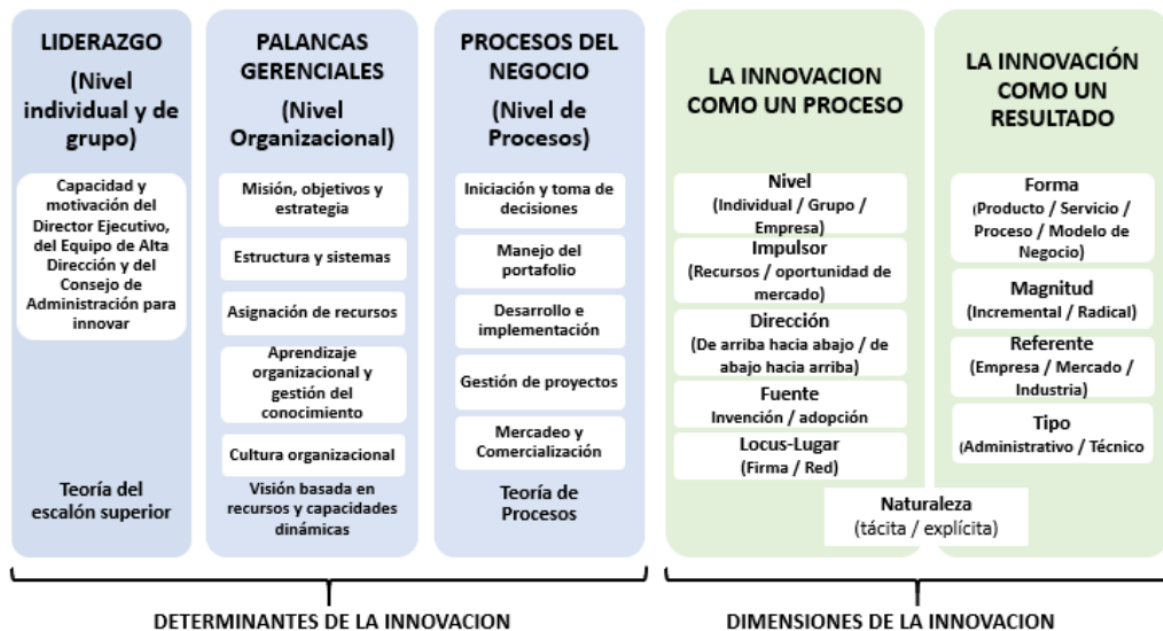 LIDERAZGO
(Nivel
individual y de
grupo)
Capacidad y
motivación del
Director Ejecutivo,
del Equipo de Alta
Dirección y del
Consejo de
Administración para
innovar
Teoría del
escalón superior
PALANCAS
GERENCIALES
(Nivel
Organizacional)
Misión, objetivos y
estrategia
Estructura y sistemas
Asignación de recursos
Aprendizaje
organizacional y
gestión del
conocimiento
Cultura organizacional
Visión basada en
recursos y capacidades
dinámicas
PROCESOS DEL
NEGOCIO
(Nivel de
Procesos)
Iniciación y toma de
decisiones
Manejo del
portafolio
Desarrollo e
implementación
Gestión de proyectos
Mercadeo y
Comercialización
Teoría de
Procesos
LA INNOVACION
COMO UN PROCESO
Nivel
(Individual / Grupo /
Empresa)
Impulsor
(Recursos / oportunidad de
mercado)
Dirección
(De arriba hacia abajo / de
abajo hacia arriba)
Fuente
Invención / adopción
Locus-Lugar
(Firma / Red)
LA INNOVACIÓN
COMO UN
RESULTADO
Forma
(Producto / Servicio /
Proceso / Modelo de
Negocio)
Magnitud
(Incremental / Radical)
Referente
(Empresa / Mercado /
Industria)
Tipo
(Administrativo / Técnico
Naturaleza
(tácita / explícita)
DETERMINANTES DE LA INNOVACION
DIMENSIONES DE LA INNOVACION